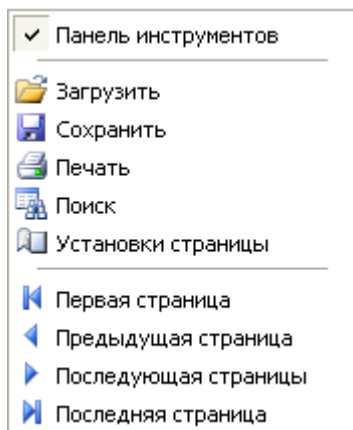 Панель инструментов
Загрузить
Сохранить
Печать
Поиск
Установки страницы
Первая страница
Предыдущая страница
Последующая страницы
Последняя страница